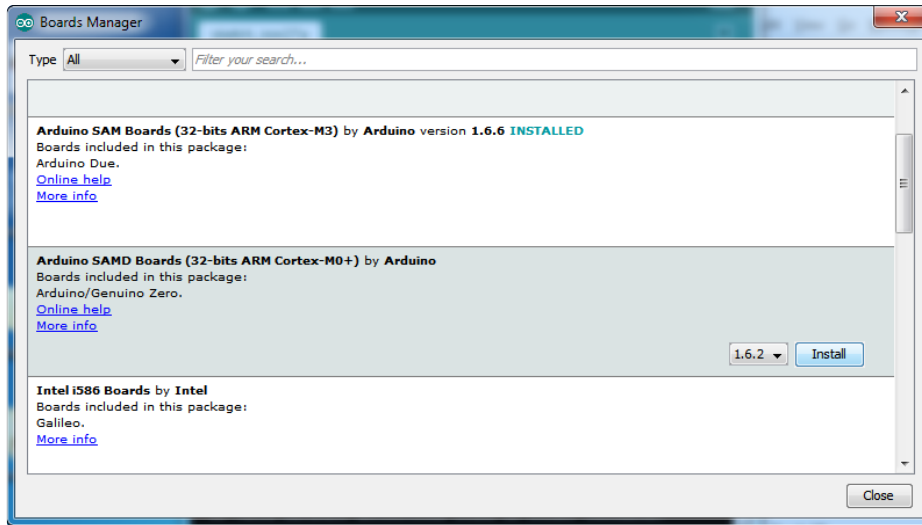 Boards Manager
Type All Filter your search...
Arduino SAM Boards (32-bits ARM Cortex-M3) by Arduino version 1.6.6 INSTALLED
Boards included in this package:
Arduino Due.
Online help
More info
Arduino SAMD Boards (32-bits ARM Cortex-M0+) by Arduino
Boards included in this package:
Arduino/Genuino Zero.
Online help
More info
1.6.2 Install
Intel i586 Boards by Intel
Boards included in this package:
Galileo.
More info
Close